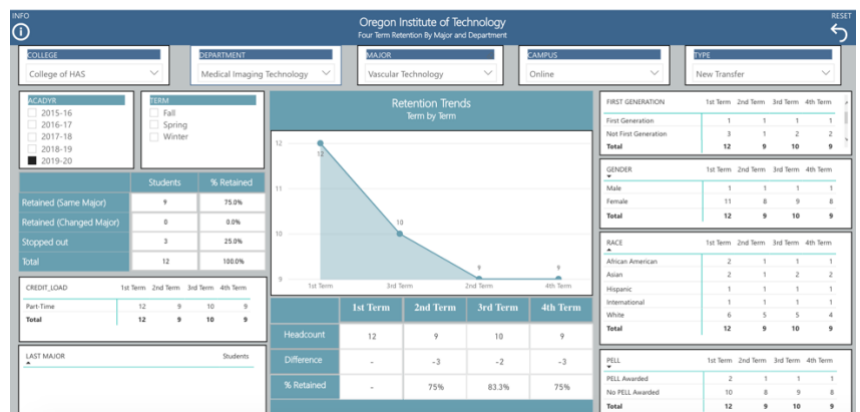 INFO
Oregon Institute of Technology
Four Term Retention By Major and Department
RESET
COLLEGE
College of HAS
DEPARTMENT
Medical Imaging Technology
MAJOR
Vascular Technology
CAMPUS
Online
TYPE
New Transfer
ACADYR
2015-16
2016-17
2017-18
2018-19
2019-20
TERM
Fall
Spring
Winter
Students % Retained
Retained (Same Major) 9 75.0%
Retained (Changed Major) 0 0.0%
Stopped out 3 25.0%
Total 12 100.0%
CREDIT_LOAD 1st Term 2nd Term 3rd Term 4th Term
Part-Time 12 9 10 9
Total 12 9 10 9
LAST MAJOR Students
Retention Trends
Term by Term
12
11
10
9
12
10
9
9
1st Term 3rd Term 2nd Term 4th Term
1st Term 2nd Term 3rd Term 4th Term
Headcount 12 9 10 9
Difference - -3 -2 -3
% Retained - 75% 83.3% 75%
FIRST GENERATION 1st Term 2nd Term 3rd Term 4th Term
First Generation 1 1 1 1
Not First Generation 3 1 2 2
Total 12 9 10 9
GENDER 1st Term 2nd Term 3rd Term 4th Term
Male 1 1 1 1
Female 11 8 9 8
Total 12 9 10 9
RACE 1st Term 2nd Term 3rd Term 4th Term
African American 2 1 1 1
Asian 2 1 2 2
Hispanic 1 1 1 1
International 1 1 1 1
White 6 5 5 4
Total 12 9 10 9
PELL 1st Term 2nd Term 3rd Term 4th Term
PELL Awarded 2 1 1 1
No PELL Awarded 10 8 9 8
Total 12 9 10 9